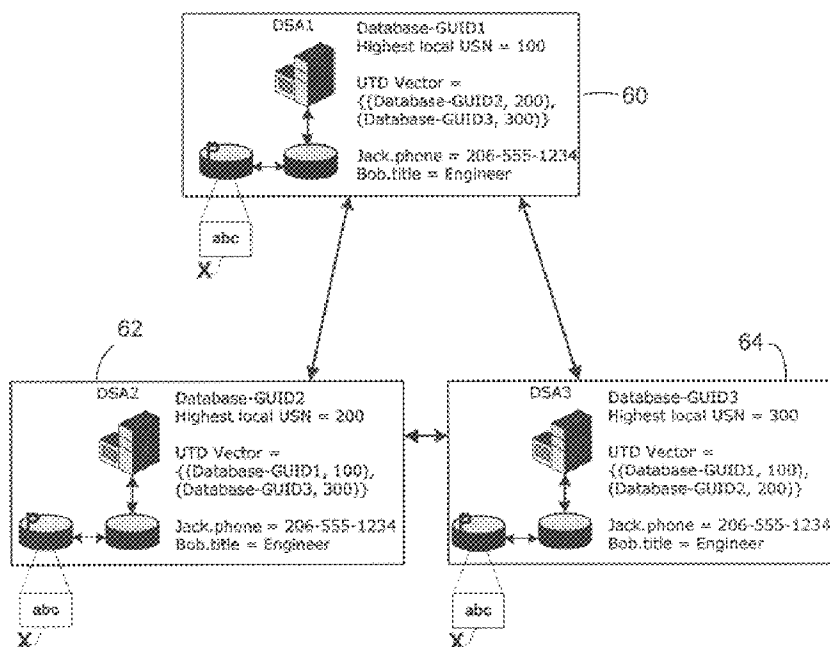 DSA1
Database-GUID1
Highest local USN = 100
UTD Vector =
{(Database-GUID2, 200),
(Database-GUID3, 300)}
60
P
Jack.phone = 206-555-1234
Bob.title = Engineer
abc
X
62
DSA2
Database-GUID2
Highest local USN = 200
UTD Vector =
{(Database-GUID1, 100),
(Database-GUID3, 300)}
P
Jack.phone = 206-555-1234
Bob.title = Engineer
abc
X
64
DSA3
Database-GUID3
Highest local USN = 300
UTD Vector =
{(Database-GUID1, 100),
(Database-GUID2, 200)}
P
Jack.phone = 206-555-1234
Bob.title = Engineer
abc
X